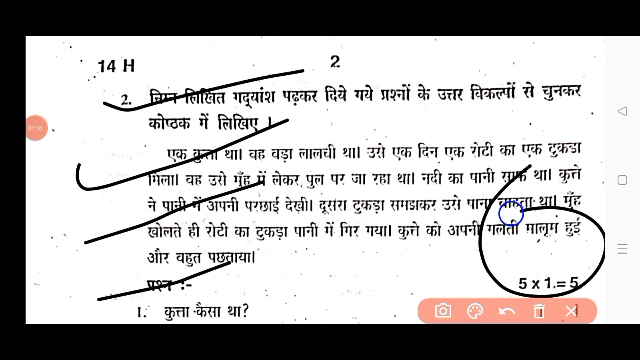 14 H 2
2. निम्न लिखित गद्यांश पढ़कर दिये गये प्रश्नों के उत्तर विकल्पों से चुनकर
कोष्ठक में लिखिए ।
एक कुत्ता था। वह बड़ा लालची था। उसे एक दिन एक रोटी का एक टुकडा
मिला। वह उसे मुँह में लेकर पुल पर जा रहा था। नदी का पानी साफ था। कुत्ते
ने पानी में अपनी परछाई देखी। दूसरा टुकडा समझकर उसे पाना चाहता था। मुँह
खोलते ही रोटी का टुकडा पानी में गिर गया। कुत्ते को अपनी गलती मालूम हुई
और बहुत पछताया।
प्रश्न :-
5 x 1 = 5
1. कुत्ता कैसा था?